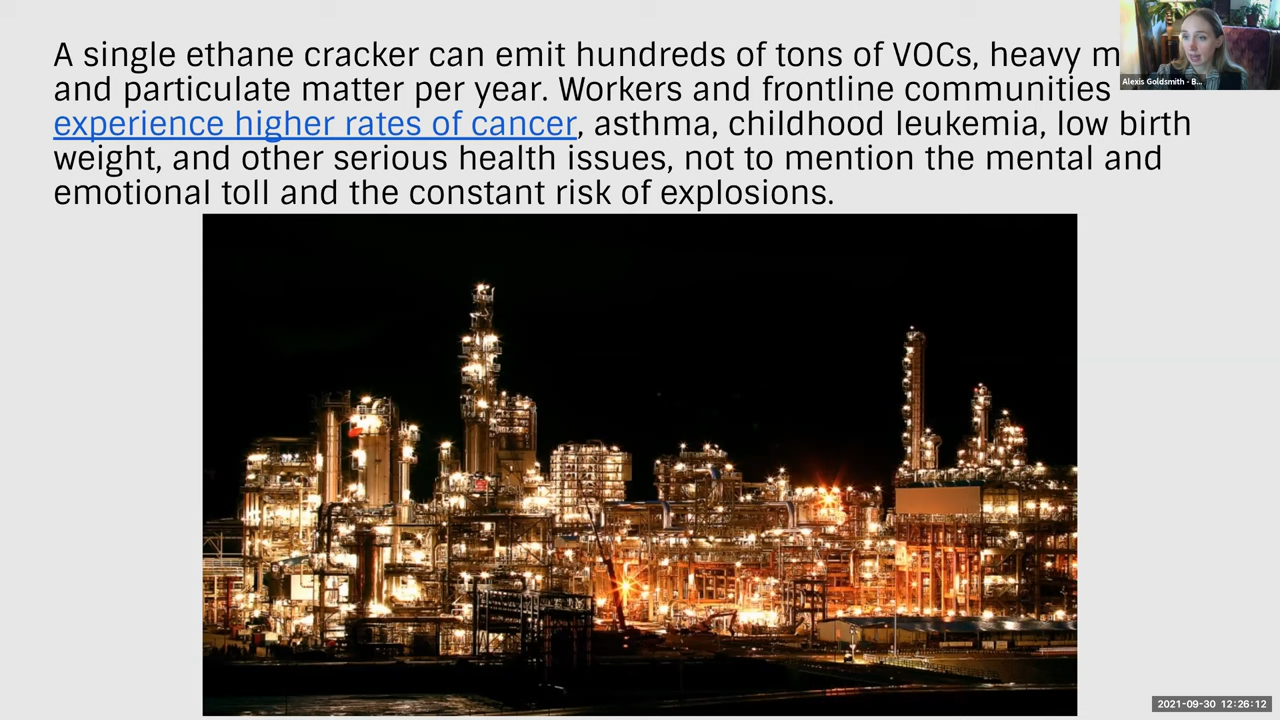 A single ethane cracker can emit hundreds of tons of VOCs, heavy
and particulate matter per year. Workers and frontline communities
experience higher rates of cancer, asthma, childhood leukemia, low birth
weight, and other serious health issues, not to mention the mental and
emotional toll and the constant risk of explosions.
Alexis Goldsmith - B...
2021-09-30 12:26:12